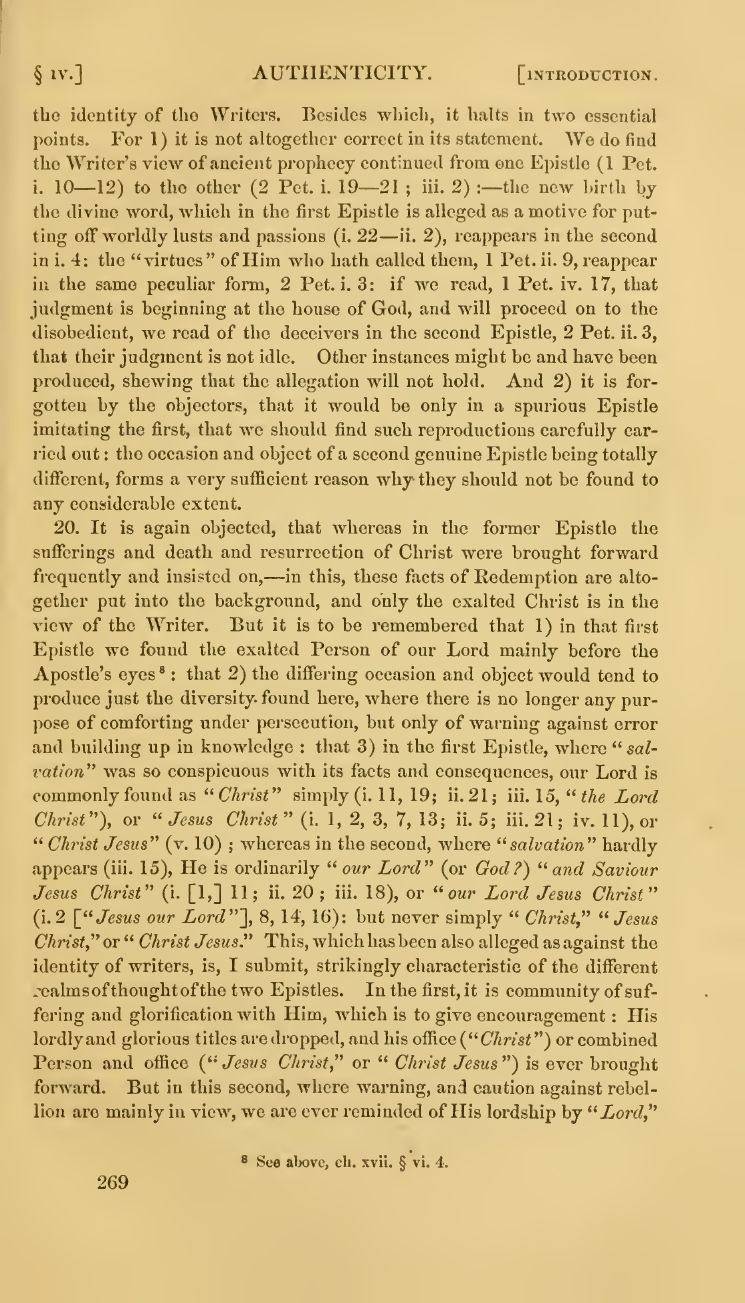 § IV.] AUTHENTICITY. [INTRODUCTION.
the identity of the Writers. Besides which, it halts in two essential
points. For 1) it is not altogether correct in its statement. We do find
the Writer's view of ancient prophecy continued from one Epistle (1 Pet.
i. 10—12) to the other (2 Pet. i. 19—21 ; iii. 2) :—the new birth by
the divine word, which in the first Epistle is alleged as a motive for put-
ting off worldly lusts and passions (i. 22—ii. 2), reappears in the second
in i. 4: the “virtues” of Him who hath called them, 1 Pet. ii. 9, reappear
in the same peculiar form, 2 Pet. i. 3: if we read, 1 Pet. iv. 17, that
judgment is beginning at the house of God, and will proceed on to the
disobedient, we read of the deceivers in the second Epistle, 2 Pet. ii. 3,
that their judgment is not idle. Other instances might be and have been
produced, shewing that the allegation will not hold. And 2) it is for-
gotten by the objectors, that it would be only in a spurious Epistle
imitating the first, that we should find such reproductions carefully car-
ried out : the occasion and object of a second genuine Epistle being totally
different, forms a very sufficient reason why they should not be found to
any considerable extent.
20. It is again objected, that whereas in the former Epistle the
sufferings and death and resurrection of Christ were brought forward
frequently and insisted on,—in this, these facts of Redemption are alto-
gether put into the background, and only the exalted Christ is in the
view of the Writer. But it is to be remembered that 1) in that first
Epistle we found the exalted Person of our Lord mainly before the
Apostle's eyes ⁸ : that 2) the differing occasion and object would tend to
produce just the diversity found here, where there is no longer any pur-
pose of comforting under persecution, but only of warning against error
and building up in knowledge : that 3) in the first Epistle, where “ sal-
vation” was so conspicuous with its facts and consequences, our Lord is
commonly found as “ Christ” simply (i. 11, 19; ii. 21; iii. 15, “ the Lord
Christ”), or “ Jesus Christ ” (i. 1, 2, 3, 7, 13; ii. 5; iii. 21; iv. 11), or
“ Christ Jesus” (v. 10) ; whereas in the second, where “salvation” hardly
appears (iii. 15), He is ordinarily “ our Lord” (or God?) “ and Saviour
Jesus Christ” (i. [1,] 11; ii. 20 ; iii. 18), or “ our Lord Jesus Christ ”
(i. 2 [“Jesus our Lord”], 8, 14, 16): but never simply “ Christ,” “ Jesus
Christ,” or “ Christ Jesus.” This, which has been also alleged as against the
identity of writers, is, I submit, strikingly characteristic of the different
realms of thought of the two Epistles. In the first, it is community of suf-
fering and glorification with Him, which is to give encouragement : His
lordly and glorious titles are dropped, and his office (“Christ”) or combined
Person and office (“ Jesus Christ,” or “ Christ Jesus”) is ever brought
forward. But in this second, where warning, and caution against rebel-
lion are mainly in view, we are ever reminded of His lordship by “Lord,”
⁸ See above, ch. xvii. § vi. 4.
269